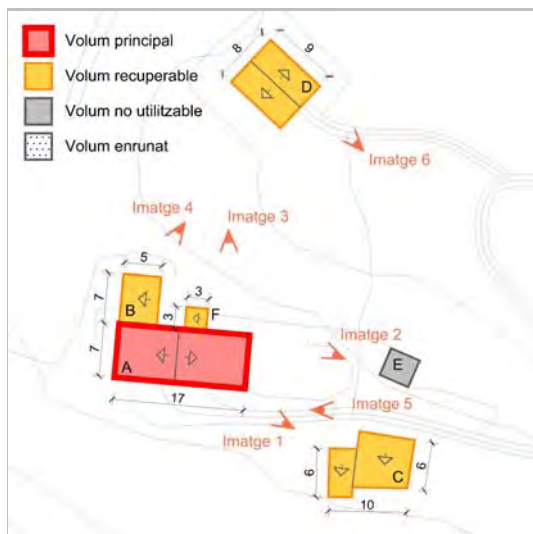 Volum principal
Volum recuperable
Volum no utilitzable
Volum enrunat
8
9
D
Imatge 6
Imatge 4
Imatge 3
5
7
B
3
3
F
7
A
17
Imatge 2
E
Imatge 5
Imatge 1
6
C
6
10